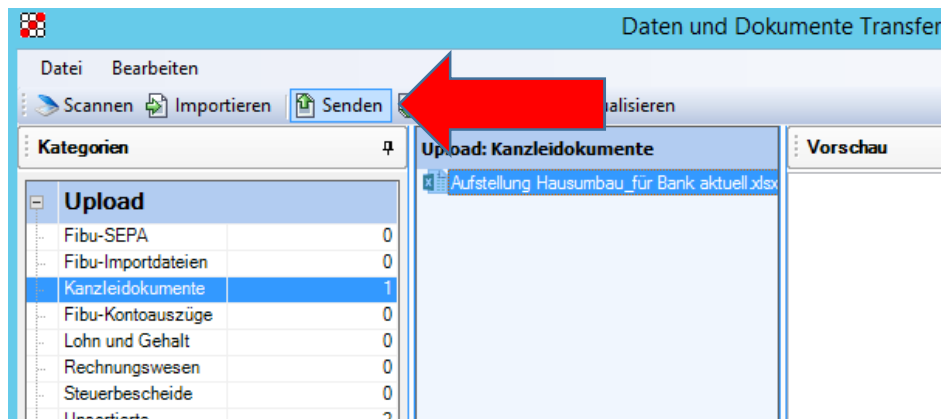 Daten und Dokumente Transfer
Datei Bearbeiten
Scannen Importieren Senden alisieren
Kategorien
Upload: Kanzleidokumente
Vorschau
Aufstellung Hausumbau_für Bank aktuell.xlsx
Upload
Fibu-SEPA 0
Fibu-Importdateien 0
Kanzleidokumente 1
Fibu-Kontoauszüge 0
Lohn und Gehalt 0
Rechnungswesen 0
Steuerbescheide 0